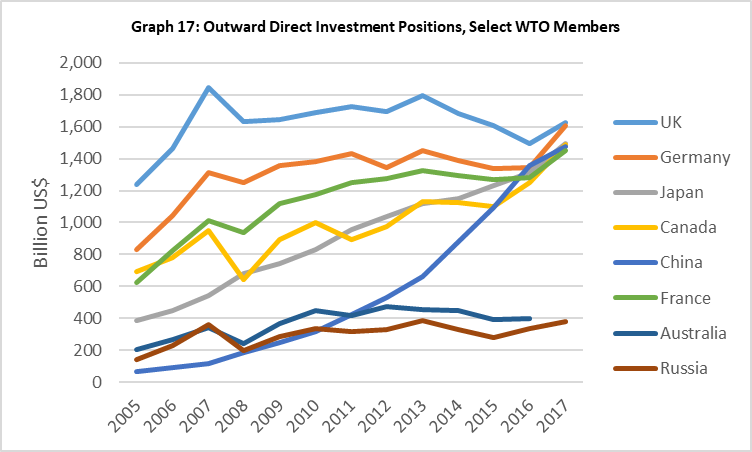 Graph 17: Outward Direct Investment Positions, Select WTO Members
Billion US$
2,000
1,800
1,600
1,400
1,200
1,000
800
600
400
200
0
2005
2006
2007
2008
2009
2010
2011
2012
2013
2014
2015
2016
2017
UK
Germany
Japan
Canada
China
France
Australia
Russia